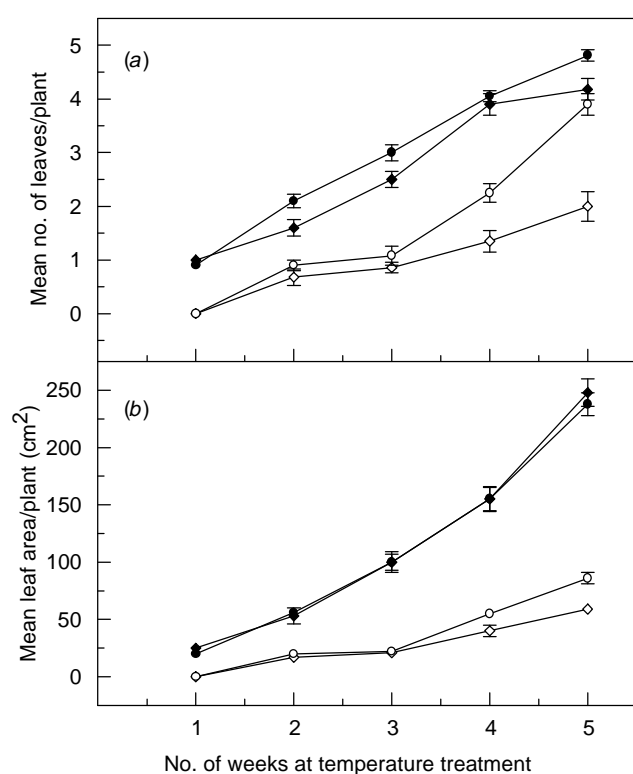 (a)
5
4
3
2
1
0
Mean no. of leaves/plant
(b)
250
200
150
100
50
0
Mean leaf area/plant (cm²)
1 2 3 4 5
No. of weeks at temperature treatment